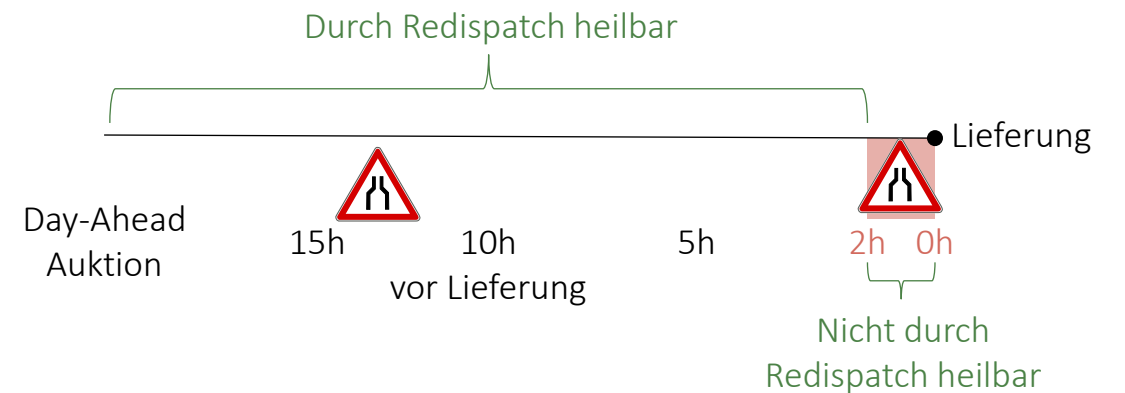 Durch Redispatch heilbar
Lieferung
Day-Ahead
Auktion
15h
10h
5h
2h
0h
vor Lieferung
Nicht durch
Redispatch heilbar